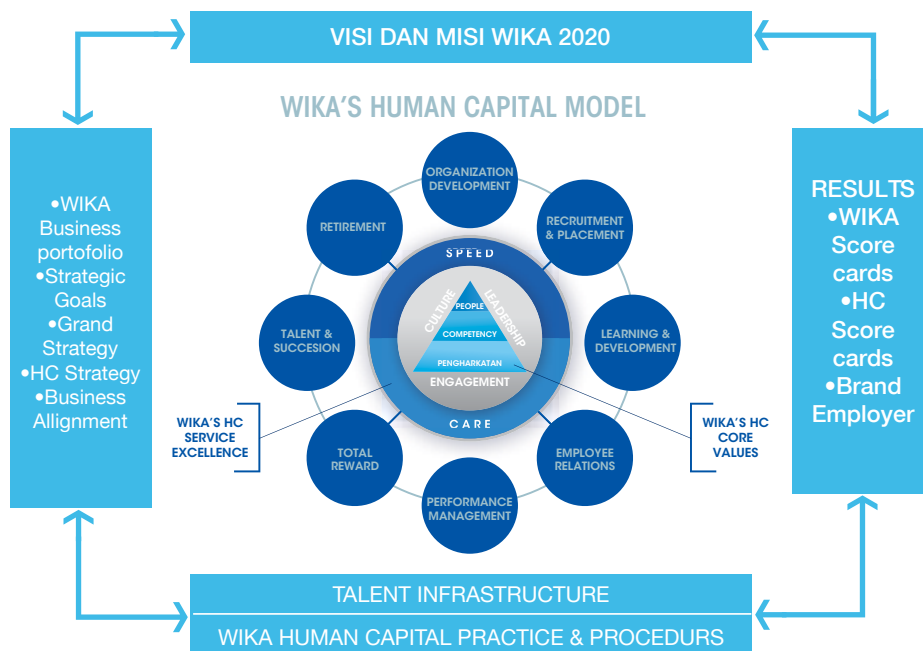 VISI DAN MISI WIKA 2020
WIKA'S HUMAN CAPITAL MODEL
•WIKA
Business
portofolio
•Strategic
Goals
•Grand
Strategy
•HC Strategy
•Business
Allignment
ORGANIZATION
DEVELOPMENT
RETIREMENT
RECRUITMENT
& PLACEMENT
SPEED
CULTURE
LEADERSHIP
PEOPLE
COMPETENCY
PENGHARKATAN
ENGAGEMENT
CARE
TALENT &
SUCCESION
LEARNING &
DEVELOPMENT
WIKA'S HC
SERVICE
EXCELLENCE
WIKA'S HC
CORE
VALUES
TOTAL
REWARD
EMPLOYEE
RELATIONS
PERFORMANCE
MANAGEMENT
RESULTS
•WIKA
Score
cards
•HC
Score
cards
•Brand
Employer
TALENT INFRASTRUCTURE
WIKA HUMAN CAPITAL PRACTICE & PROCEDURS